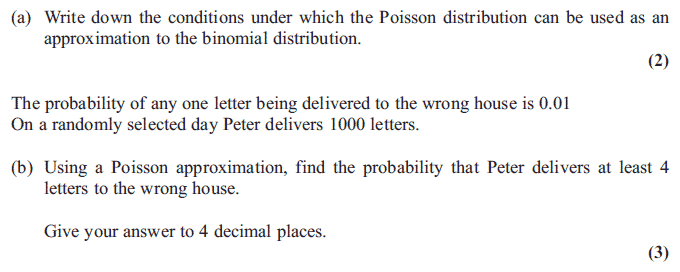 (a) Write down the conditions under which the Poisson distribution can be used as an
approximation to the binomial distribution.
(2)
The probability of any one letter being delivered to the wrong house is 0.01
On a randomly selected day Peter delivers 1000 letters.
(b) Using a Poisson approximation, find the probability that Peter delivers at least 4
letters to the wrong house.
Give your answer to 4 decimal places.
(3)